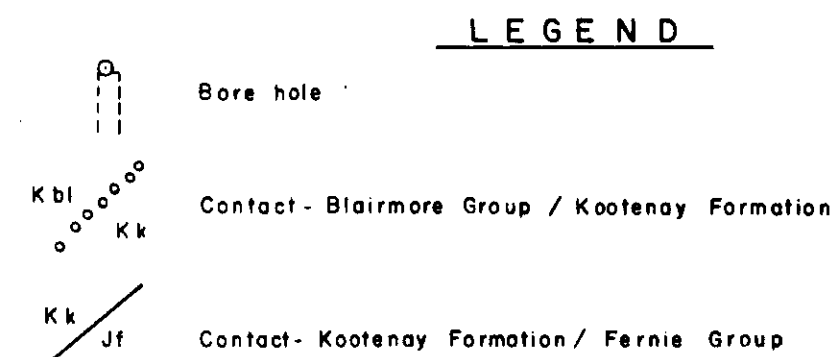 LEGEND
Bore hole
Kbl
Kk
Contact - Blairmore Group / Kootenay Formation
Kk
Jf
Contact - Kootenay Formation / Fernie Group